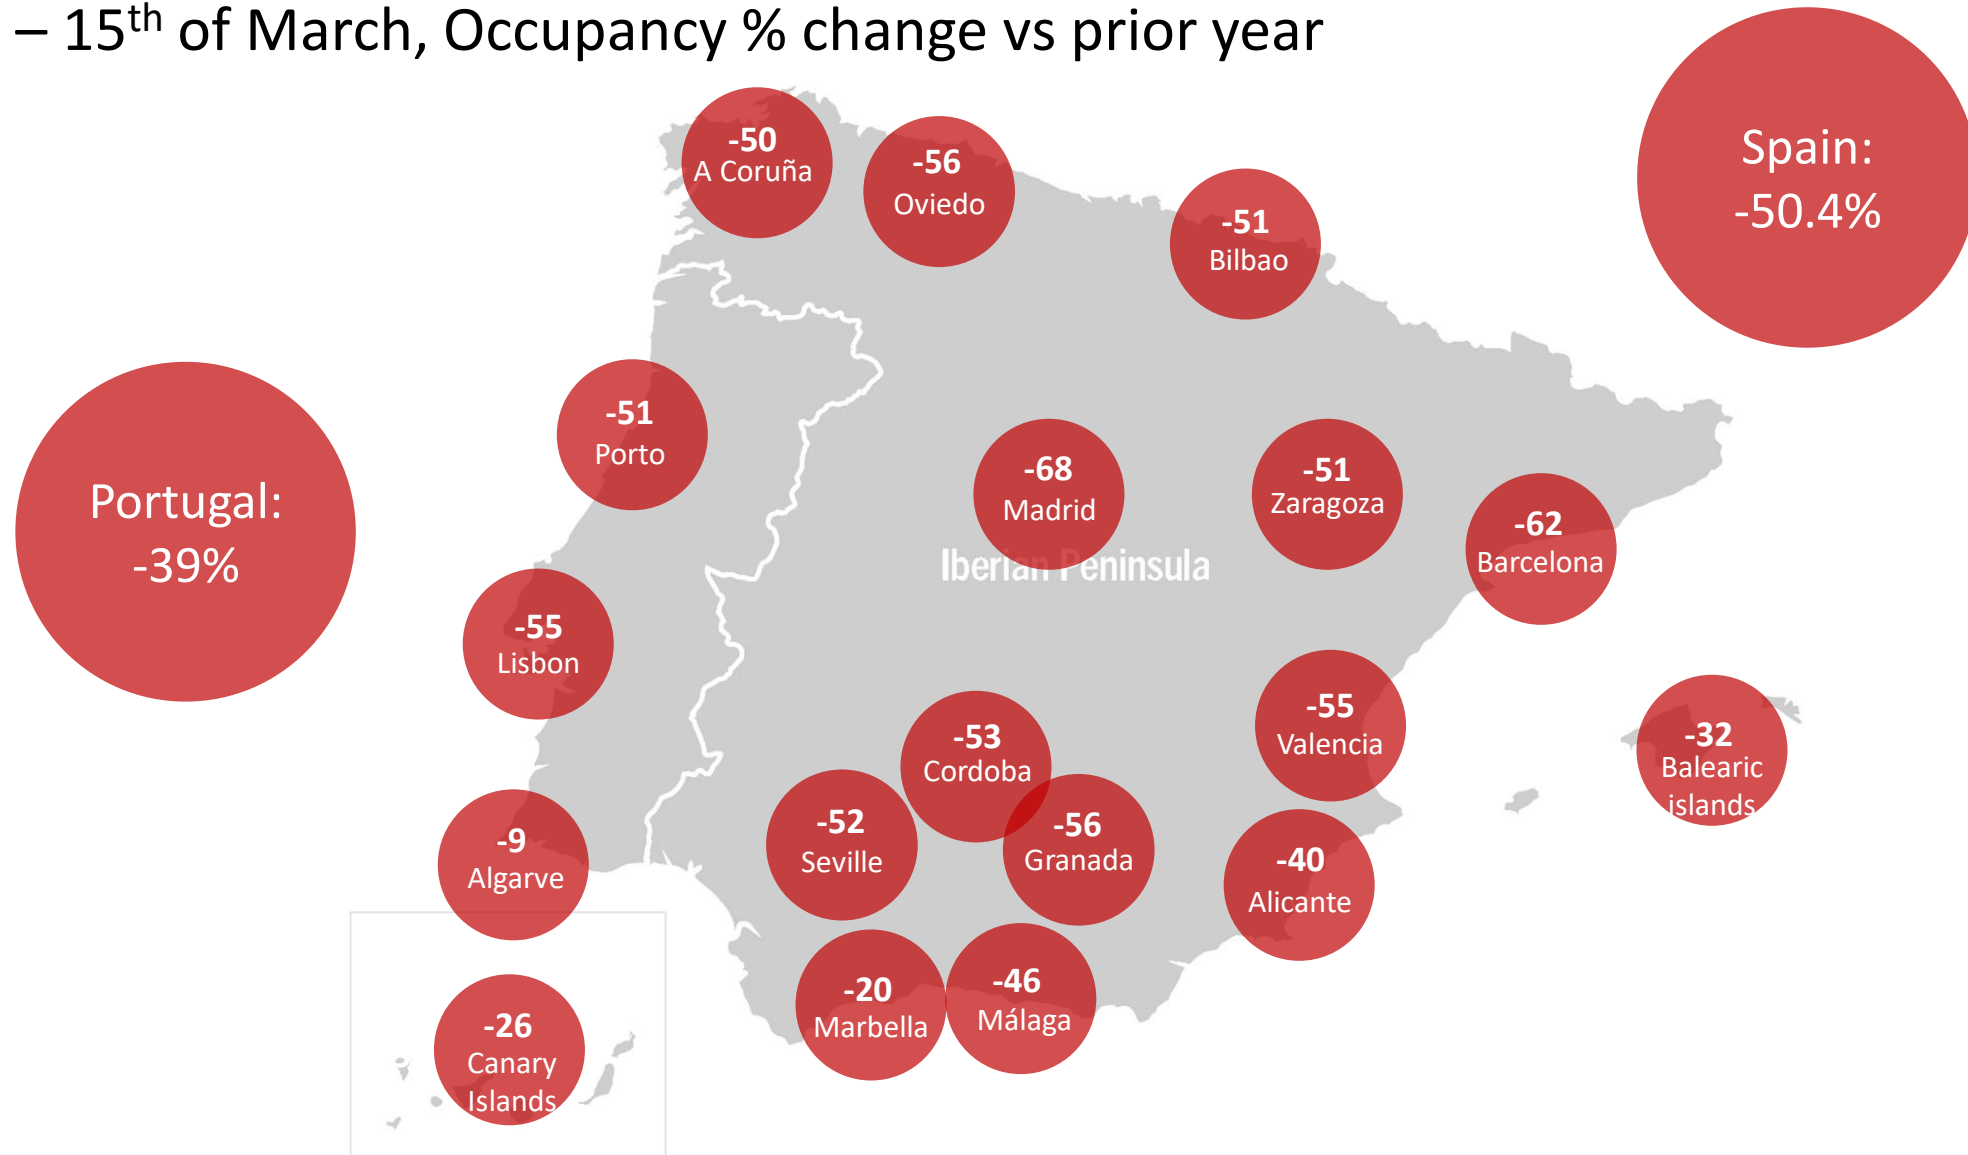 – 15th of March, Occupancy % change vs prior year
Spain:
-50.4%
-50
A Coruña
-56
Oviedo
-51
Bilbao
Portugal:
-39%
-51
Porto
-68
Madrid
-51
Zaragoza
-62
Barcelona
Iberian Peninsula
-55
Lisbon
-53
Cordoba
-55
Valencia
-32
Balearic
islands
-9
Algarve
-52
Seville
-56
Granada
-40
Alicante
-20
Marbella
-46
Málaga
-26
Canary
Islands